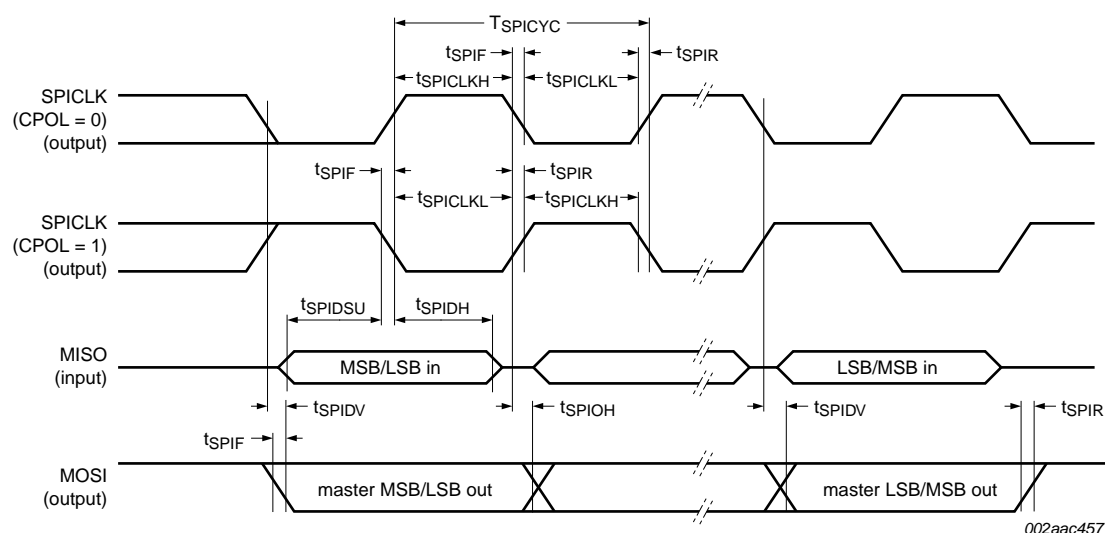 TSPICYC
tSPIF tSPIR
tSPICLKH tSPICLKL
SPICLK
(CPOL = 0)
(output)
tSPIF tSPIR
tSPICLKL tSPICLKH
SPICLK
(CPOL = 1)
(output)
tSPIDSU tSPIDH
MISO
(input)
MSB/LSB in LSB/MSB in
tSPIDV tSPIOH tSPIDV tSPIR
tSPIF
MOSI
(output)
master MSB/LSB out master LSB/MSB out
002aac457